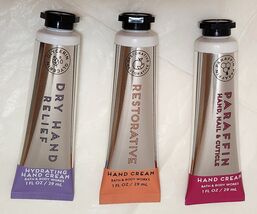 DRY HAND
RELIEF
HYDRATING
HAND CREAM
BATH & BODY WORKS
1 FL OZ / 29 mL
RESTORATIVE
HAND CREAM
BATH & BODY WORKS
1 FL OZ / 29 mL
PARAFFIN
HAND, NAIL & CUTICLE
HAND CREAM
BATH & BODY WORKS
1 FL OZ / 29 mL